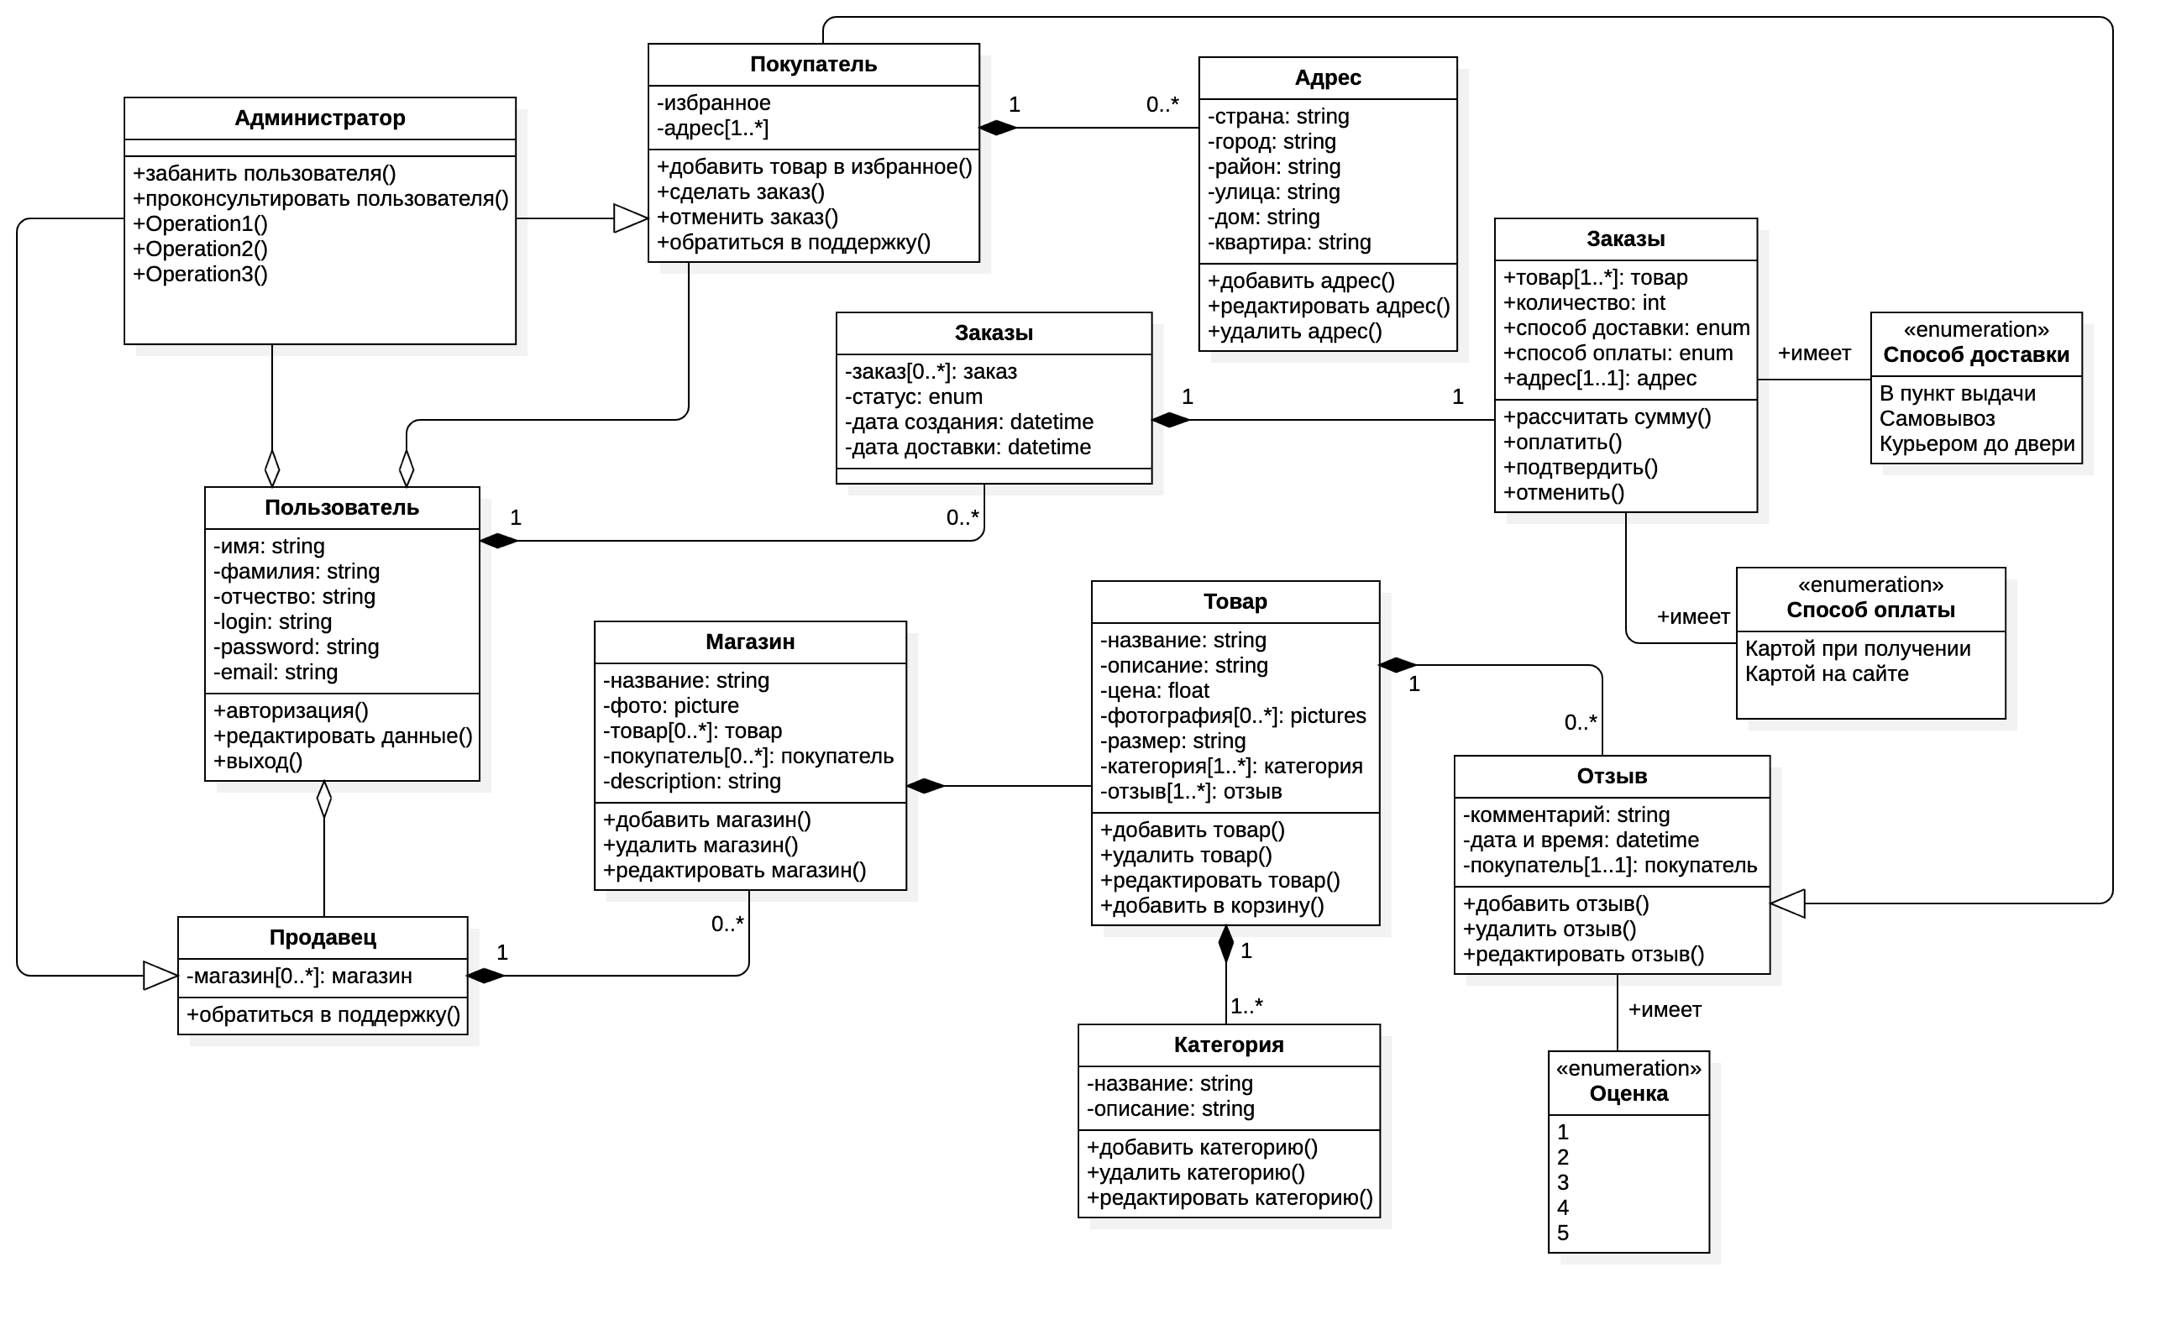 Покупатель
-избранное
-адрес[1..*]
+добавить товар в избранное()
+сделать заказ()
+отменить заказ()
+обратиться в поддержку()
1
0..*
Адрес
-страна: string
-город: string
-район: string
-улица: string
-дом: string
-квартира: string
+добавить адрес()
+редактировать адрес()
+удалить адрес()
Администратор
+забанить пользователя()
+проконсультировать пользователя()
+Operation1()
+Operation2()
+Operation3()
Заказы
+товар[1..*]: товар
+количество: int
+способ доставки: enum
+способ оплаты: enum
+адрес[1..1]: адрес
+рассчитать сумму()
+оплатить()
+подтвердить()
+отменить()
+имеет
«enumeration»
Способ доставки
В пункт выдачи
Самовывоз
Курьером до двери
Заказы
-заказ[0..*]: заказ
-статус: enum
-дата создания: datetime
-дата доставки: datetime
1
1
Пользователь
-имя: string
-фамилия: string
-отчество: string
-login: string
-password: string
-email: string
+авторизация()
+редактировать данные()
+выход()
1
0..*
+имеет
«enumeration»
Способ оплаты
Картой при получении
Картой на сайте
Магазин
-название: string
-фото: picture
-товар[0..*]: товар
-покупатель[0..*]: покупатель
-description: string
+добавить магазин()
+удалить магазин()
+редактировать магазин()
Товар
-название: string
-описание: string
-цена: float
-фотография[0..*]: pictures
-размер: string
-категория[1..*]: категория
-отзыв[1..*]: отзыв
+добавить товар()
+удалить товар()
+редактировать товар()
+добавить в корзину()
1
0..*
Отзыв
-комментарий: string
-дата и время: datetime
-покупатель[1..1]: покупатель
+добавить отзыв()
+удалить отзыв()
+редактировать отзыв()
Продавец
-магазин[0..*]: магазин
+обратиться в поддержку()
1
0..*
1
1..*
Категория
-название: string
-описание: string
+добавить категорию()
+удалить категорию()
+редактировать категорию()
+имеет
«enumeration»
Оценка
1
2
3
4
5